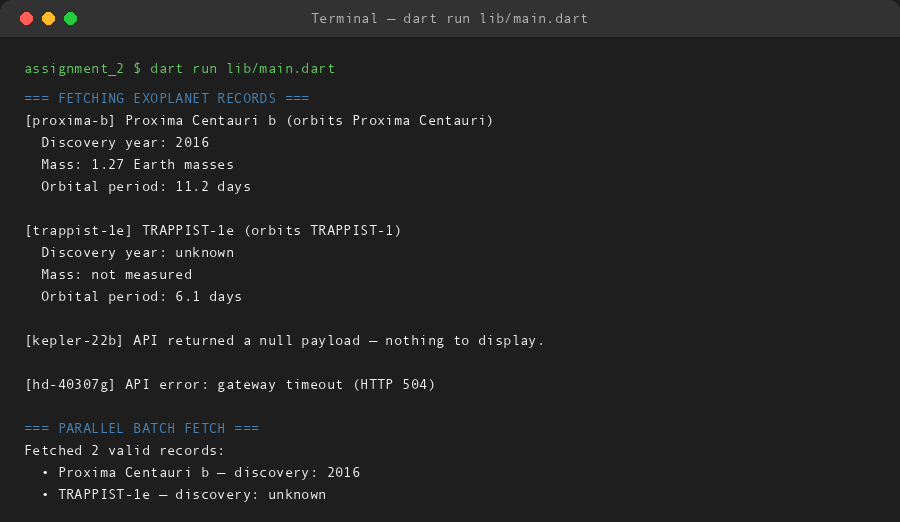 Terminal — dart run lib/main.dart
assignment_2 $ dart run lib/main.dart
=== FETCHING EXOPLANET RECORDS ===
[proxima-b] Proxima Centauri b (orbits Proxima Centauri)
  Discovery year: 2016
  Mass: 1.27 Earth masses
  Orbital period: 11.2 days
[trappist-1e] TRAPPIST-1e (orbits TRAPPIST-1)
  Discovery year: unknown
  Mass: not measured
  Orbital period: 6.1 days
[kepler-22b] API returned a null payload — nothing to display.
[hd-40307g] API error: gateway timeout (HTTP 504)
=== PARALLEL BATCH FETCH ===
Fetched 2 valid records:
  • Proxima Centauri b — discovery: 2016
  • TRAPPIST-1e — discovery: unknown